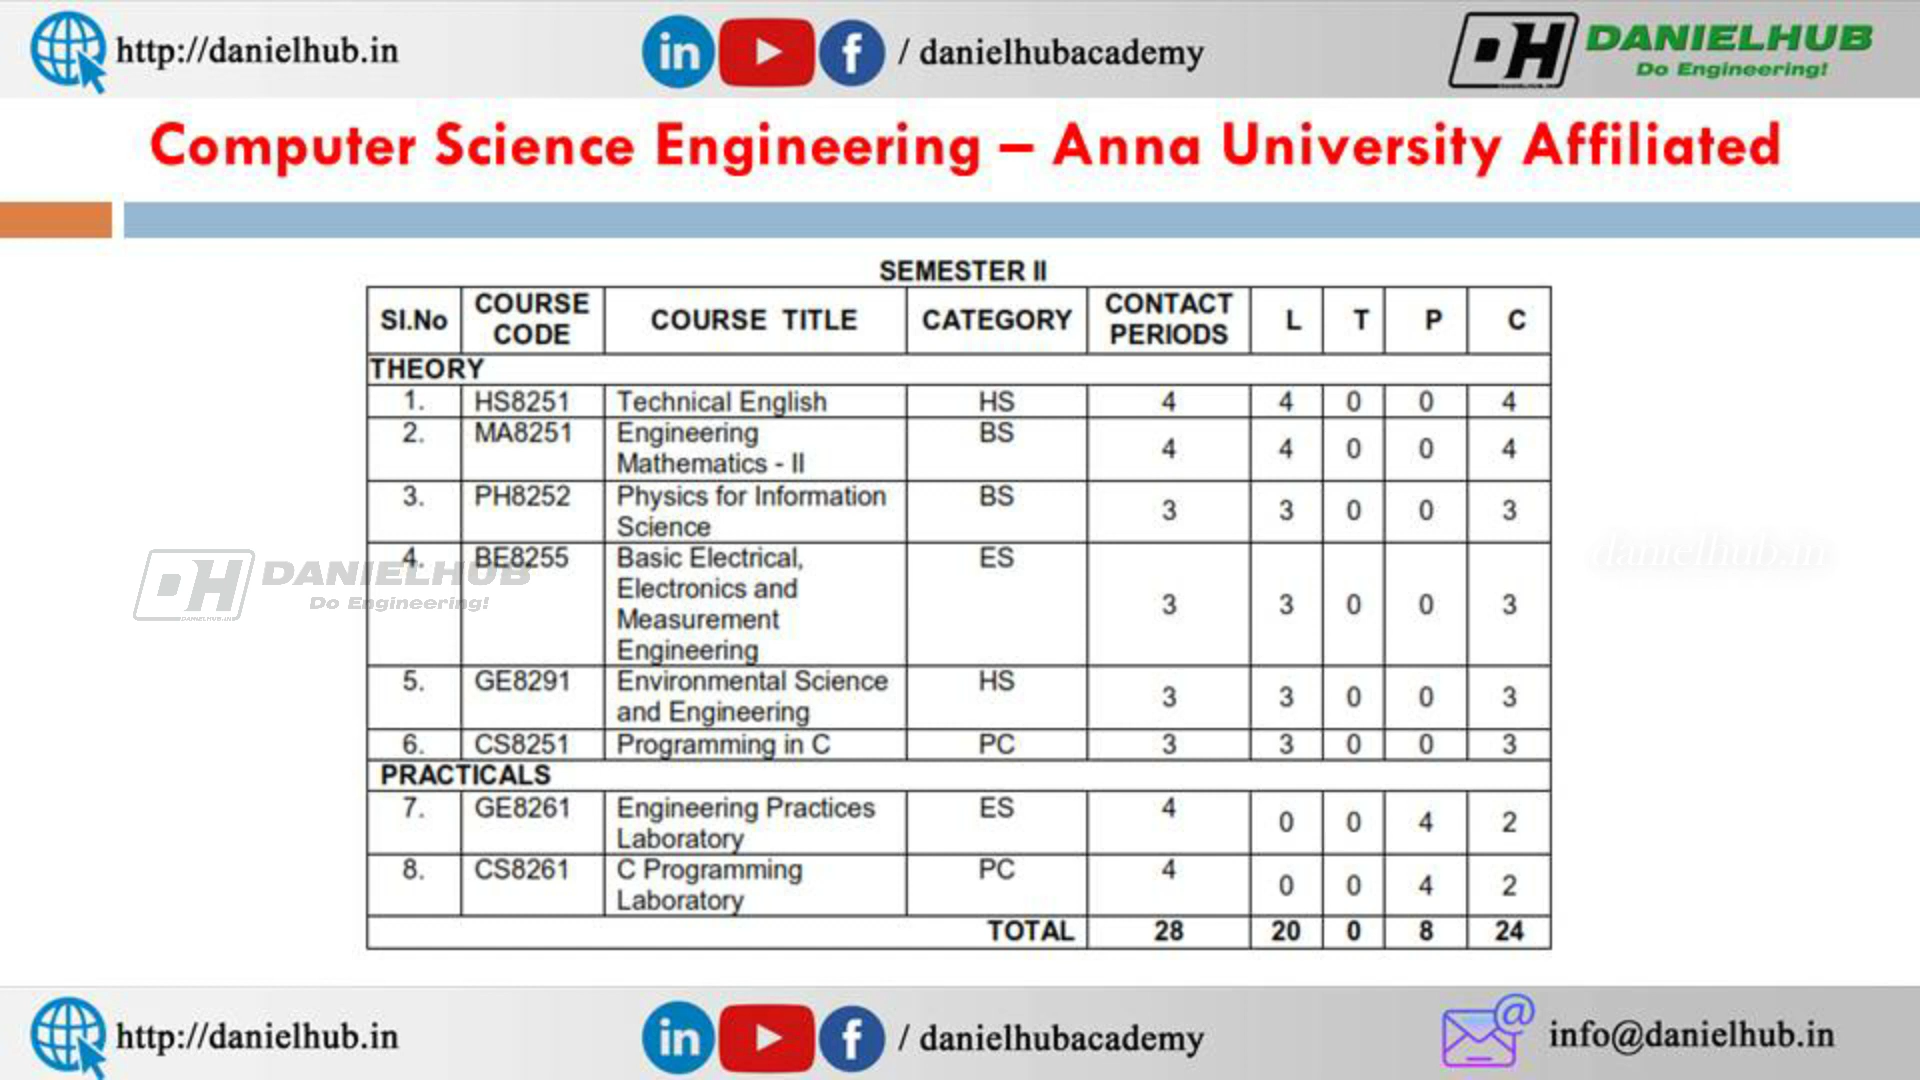 http://danielhub.in
in f / danielhubacademy
DH DANIELHUB
Do Engineering!
Computer Science Engineering – Anna University Affiliated
SEMESTER II
SI.No COURSE CODE COURSE TITLE CATEGORY CONTACT PERIODS L T P C
THEORY
1. HS8251 Technical English HS 4 4 0 0 4
2. MA8251 Engineering Mathematics - II BS 4 4 0 0 4
3. PH8252 Physics for Information Science BS 3 3 0 0 3
4. BE8255 Basic Electrical, Electronics and Measurement Engineering ES 3 3 0 0 3
5. GE8291 Environmental Science and Engineering HS 3 3 0 0 3
6. CS8251 Programming in C PC 3 3 0 0 3
PRACTICALS
7. GE8261 Engineering Practices Laboratory ES 4 0 0 4 2
8. CS8261 C Programming Laboratory PC 4 0 0 4 2
TOTAL 28 20 0 8 24
DH DANIELHUB
Do Engineering!
DANIELHUB.IN
danielhub.in
http://danielhub.in
in f / danielhubacademy
@ info@danielhub.in